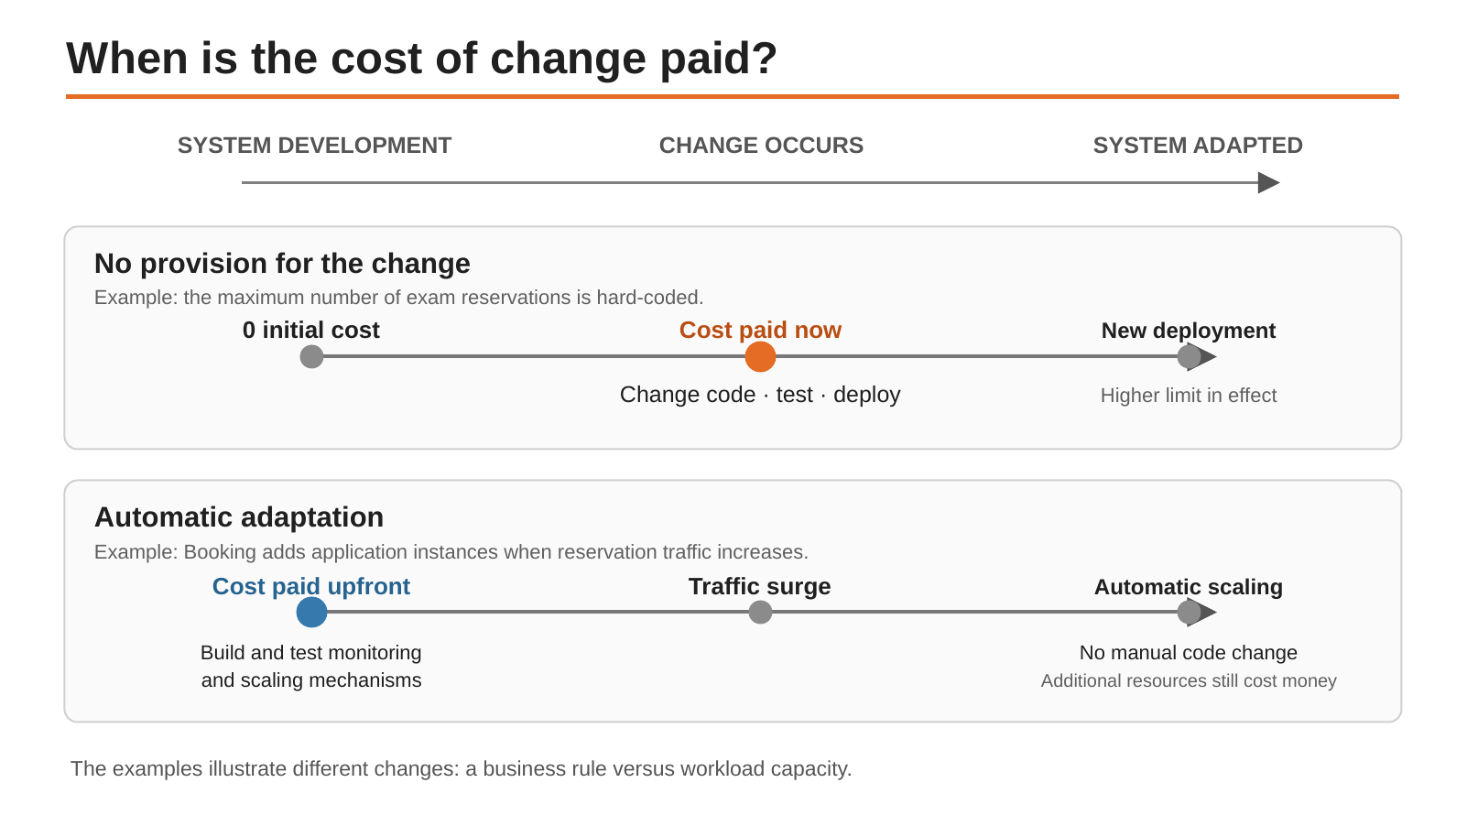 When is the cost of change paid?
SYSTEM DEVELOPMENT
CHANGE OCCURS
SYSTEM ADAPTED
No provision for the change
Example: the maximum number of exam reservations is hard-coded.
0 initial cost
Cost paid now
New deployment
Change code · test · deploy
Higher limit in effect
Automatic adaptation
Example: Booking adds application instances when reservation traffic increases.
Cost paid upfront
Traffic surge
Automatic scaling
Build and test monitoring
and scaling mechanisms
No manual code change
Additional resources still cost money
The examples illustrate different changes: a business rule versus workload capacity.